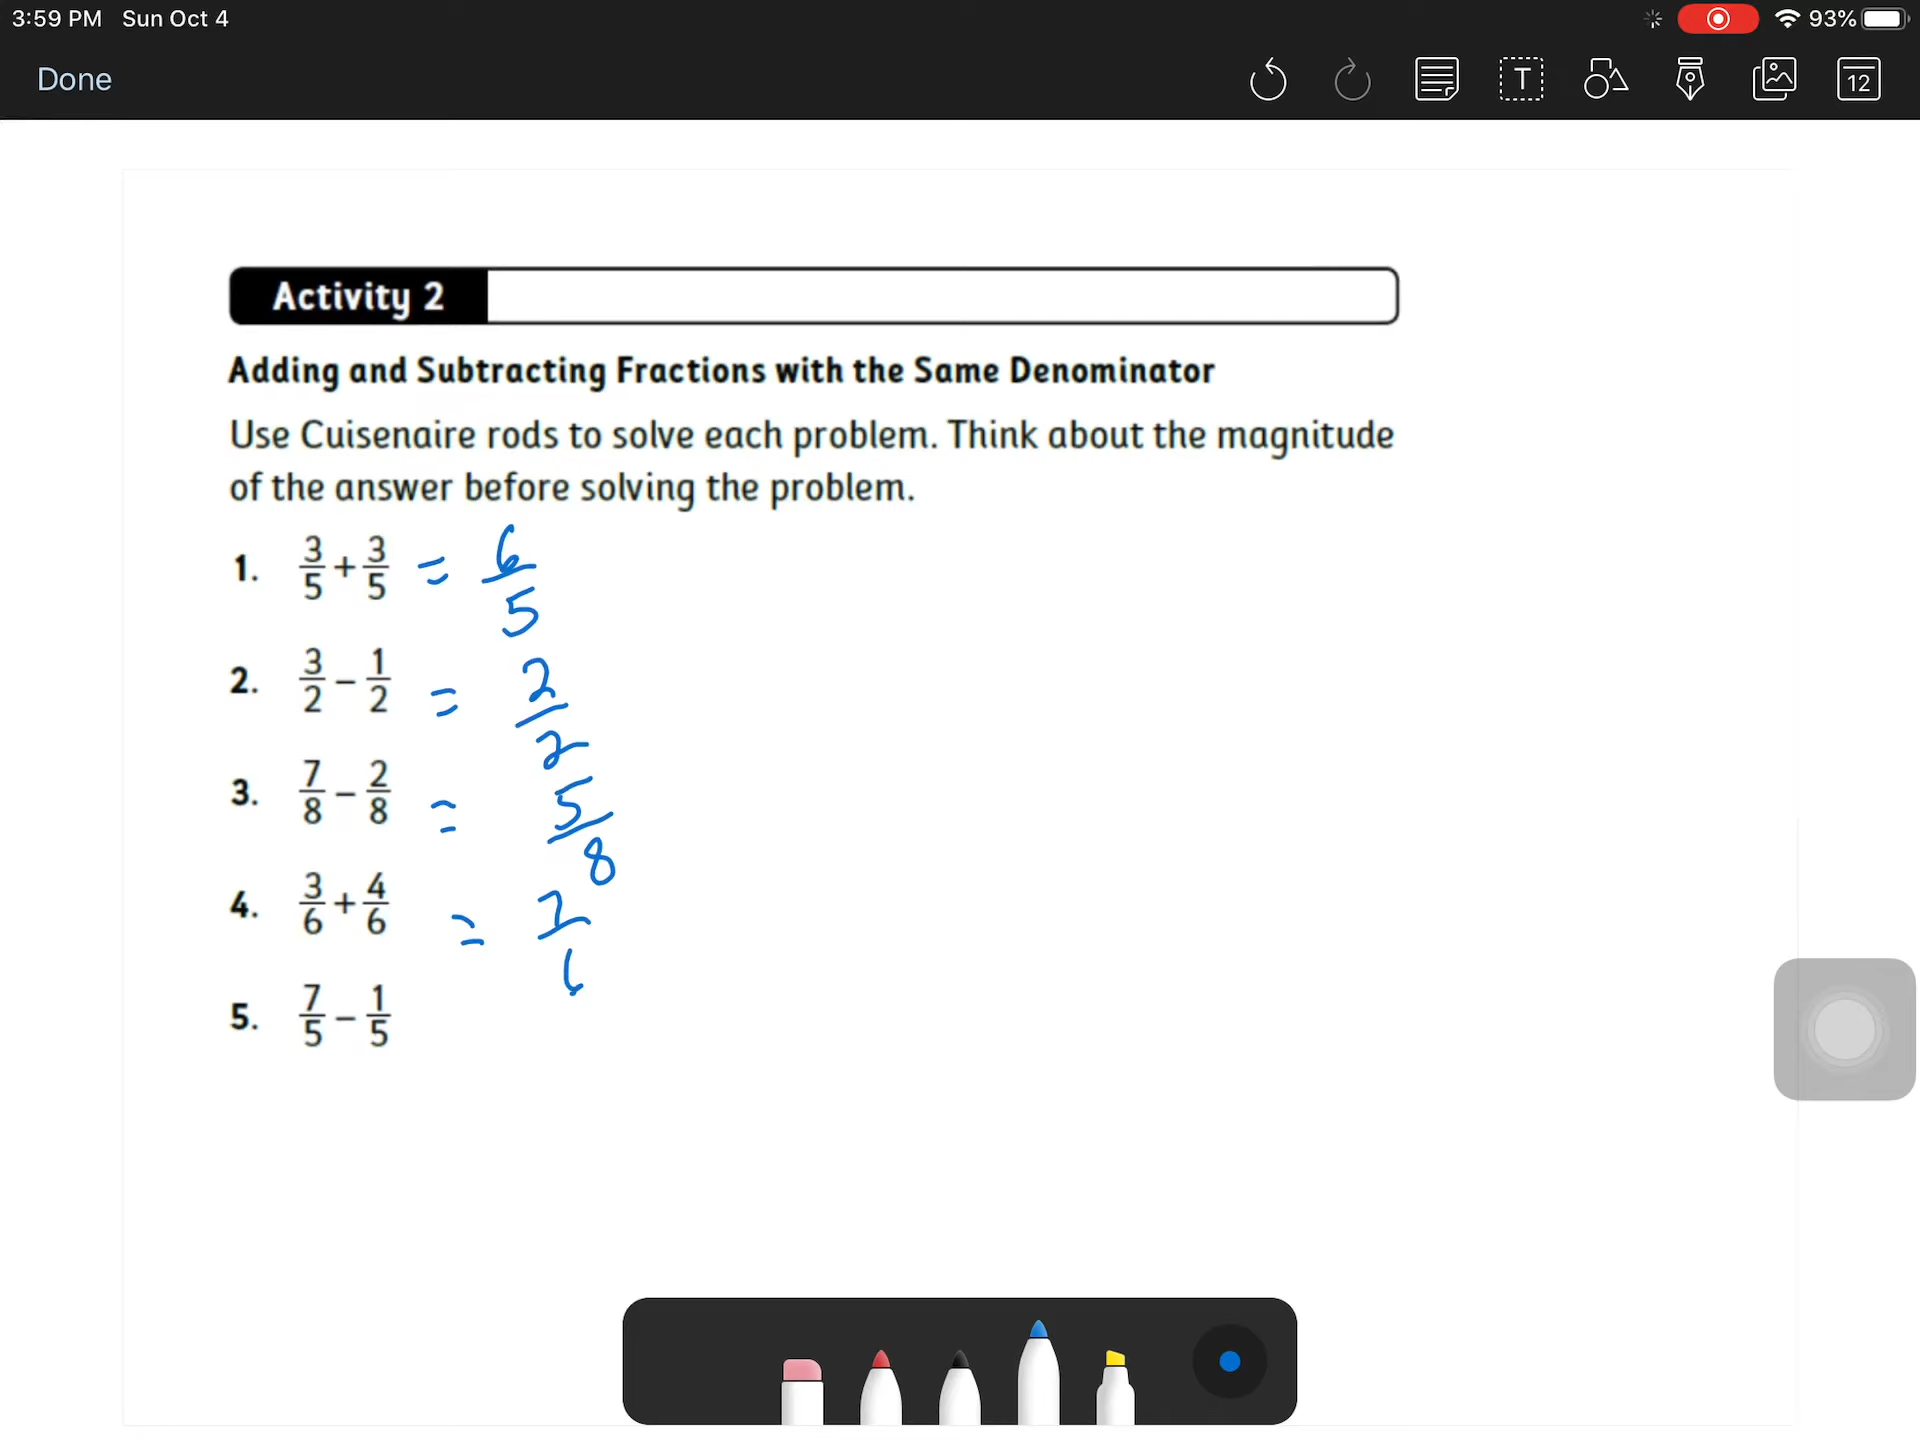 3:59 PM Sun Oct 4
93%
Done
T
12
Activity 2
Adding and Subtracting Fractions with the Same Denominator
Use Cuisenaire rods to solve each problem. Think about the magnitude
of the answer before solving the problem.
1. 3/5 + 3/5 = 6/5
2. 3/2 − 1/2 = 2/2
3. 7/8 − 2/8 = 5/8
4. 3/6 + 4/6 = 7/6
5. 7/5 − 1/5